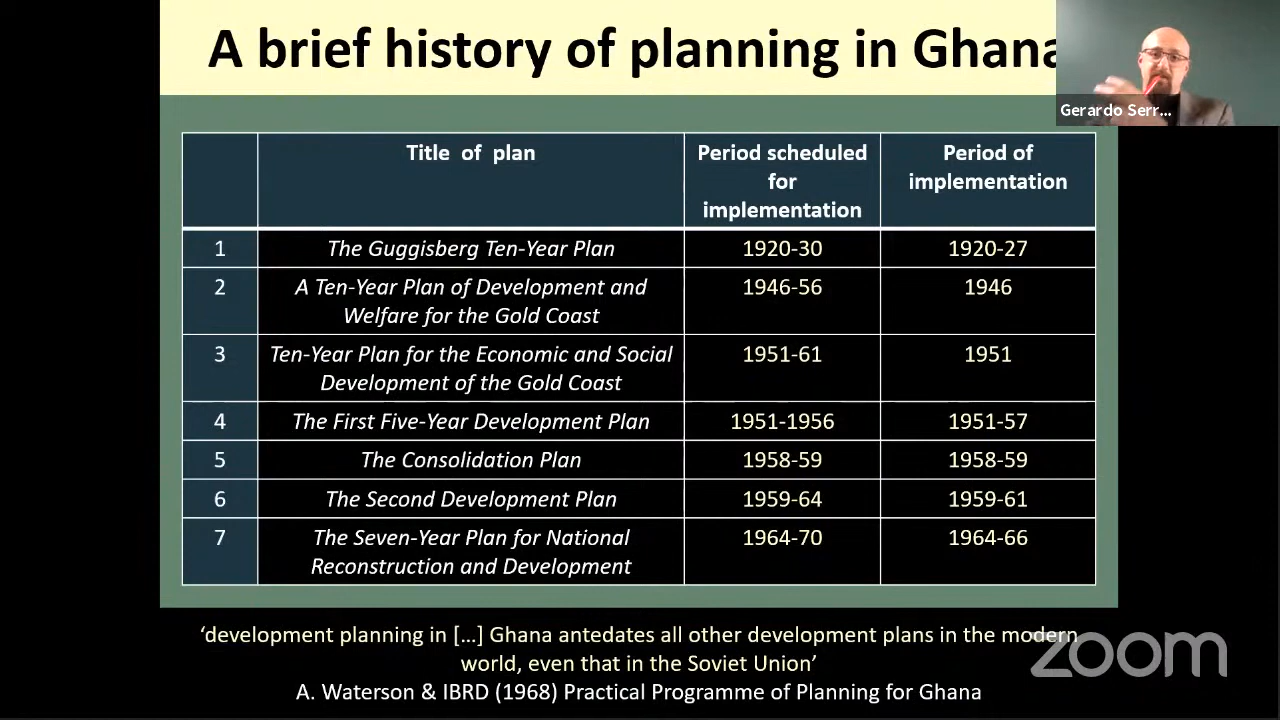 A brief history of planning in Ghana
Gerardo Serr...
Title of plan
Period scheduled
for
implementation
Period of
implementation
1
The Guggisberg Ten-Year Plan
1920-30
1920-27
2
A Ten-Year Plan of Development and
Welfare for the Gold Coast
1946-56
1946
3
Ten-Year Plan for the Economic and Social
Development of the Gold Coast
1951-61
1951
4
The First Five-Year Development Plan
1951-1956
1951-57
5
The Consolidation Plan
1958-59
1958-59
6
The Second Development Plan
1959-64
1959-61
7
The Seven-Year Plan for National
Reconstruction and Development
1964-70
1964-66
‘development planning in […] Ghana antedates all other development plans in the modern
world, even that in the Soviet Union’
A. Waterson & IBRD (1968) Practical Programme of Planning for Ghana
zoom